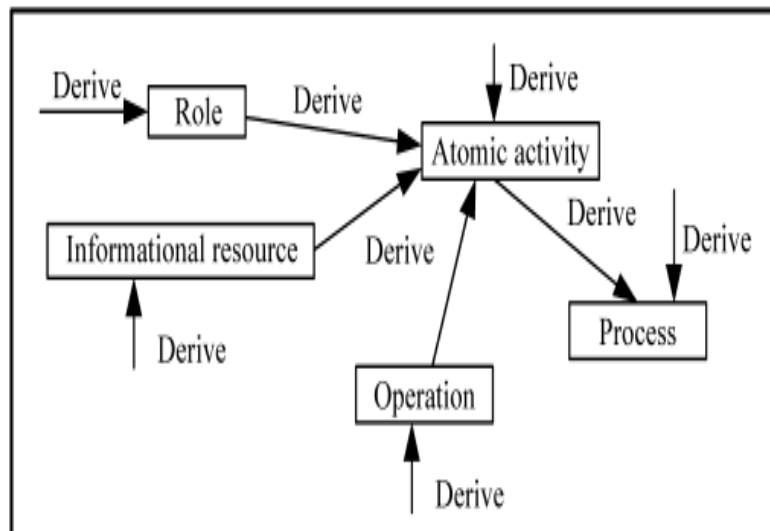 Derive
Role
Derive
Derive
Atomic activity
Informational resource
Derive
Derive
Derive
Process
Derive
Operation
Derive